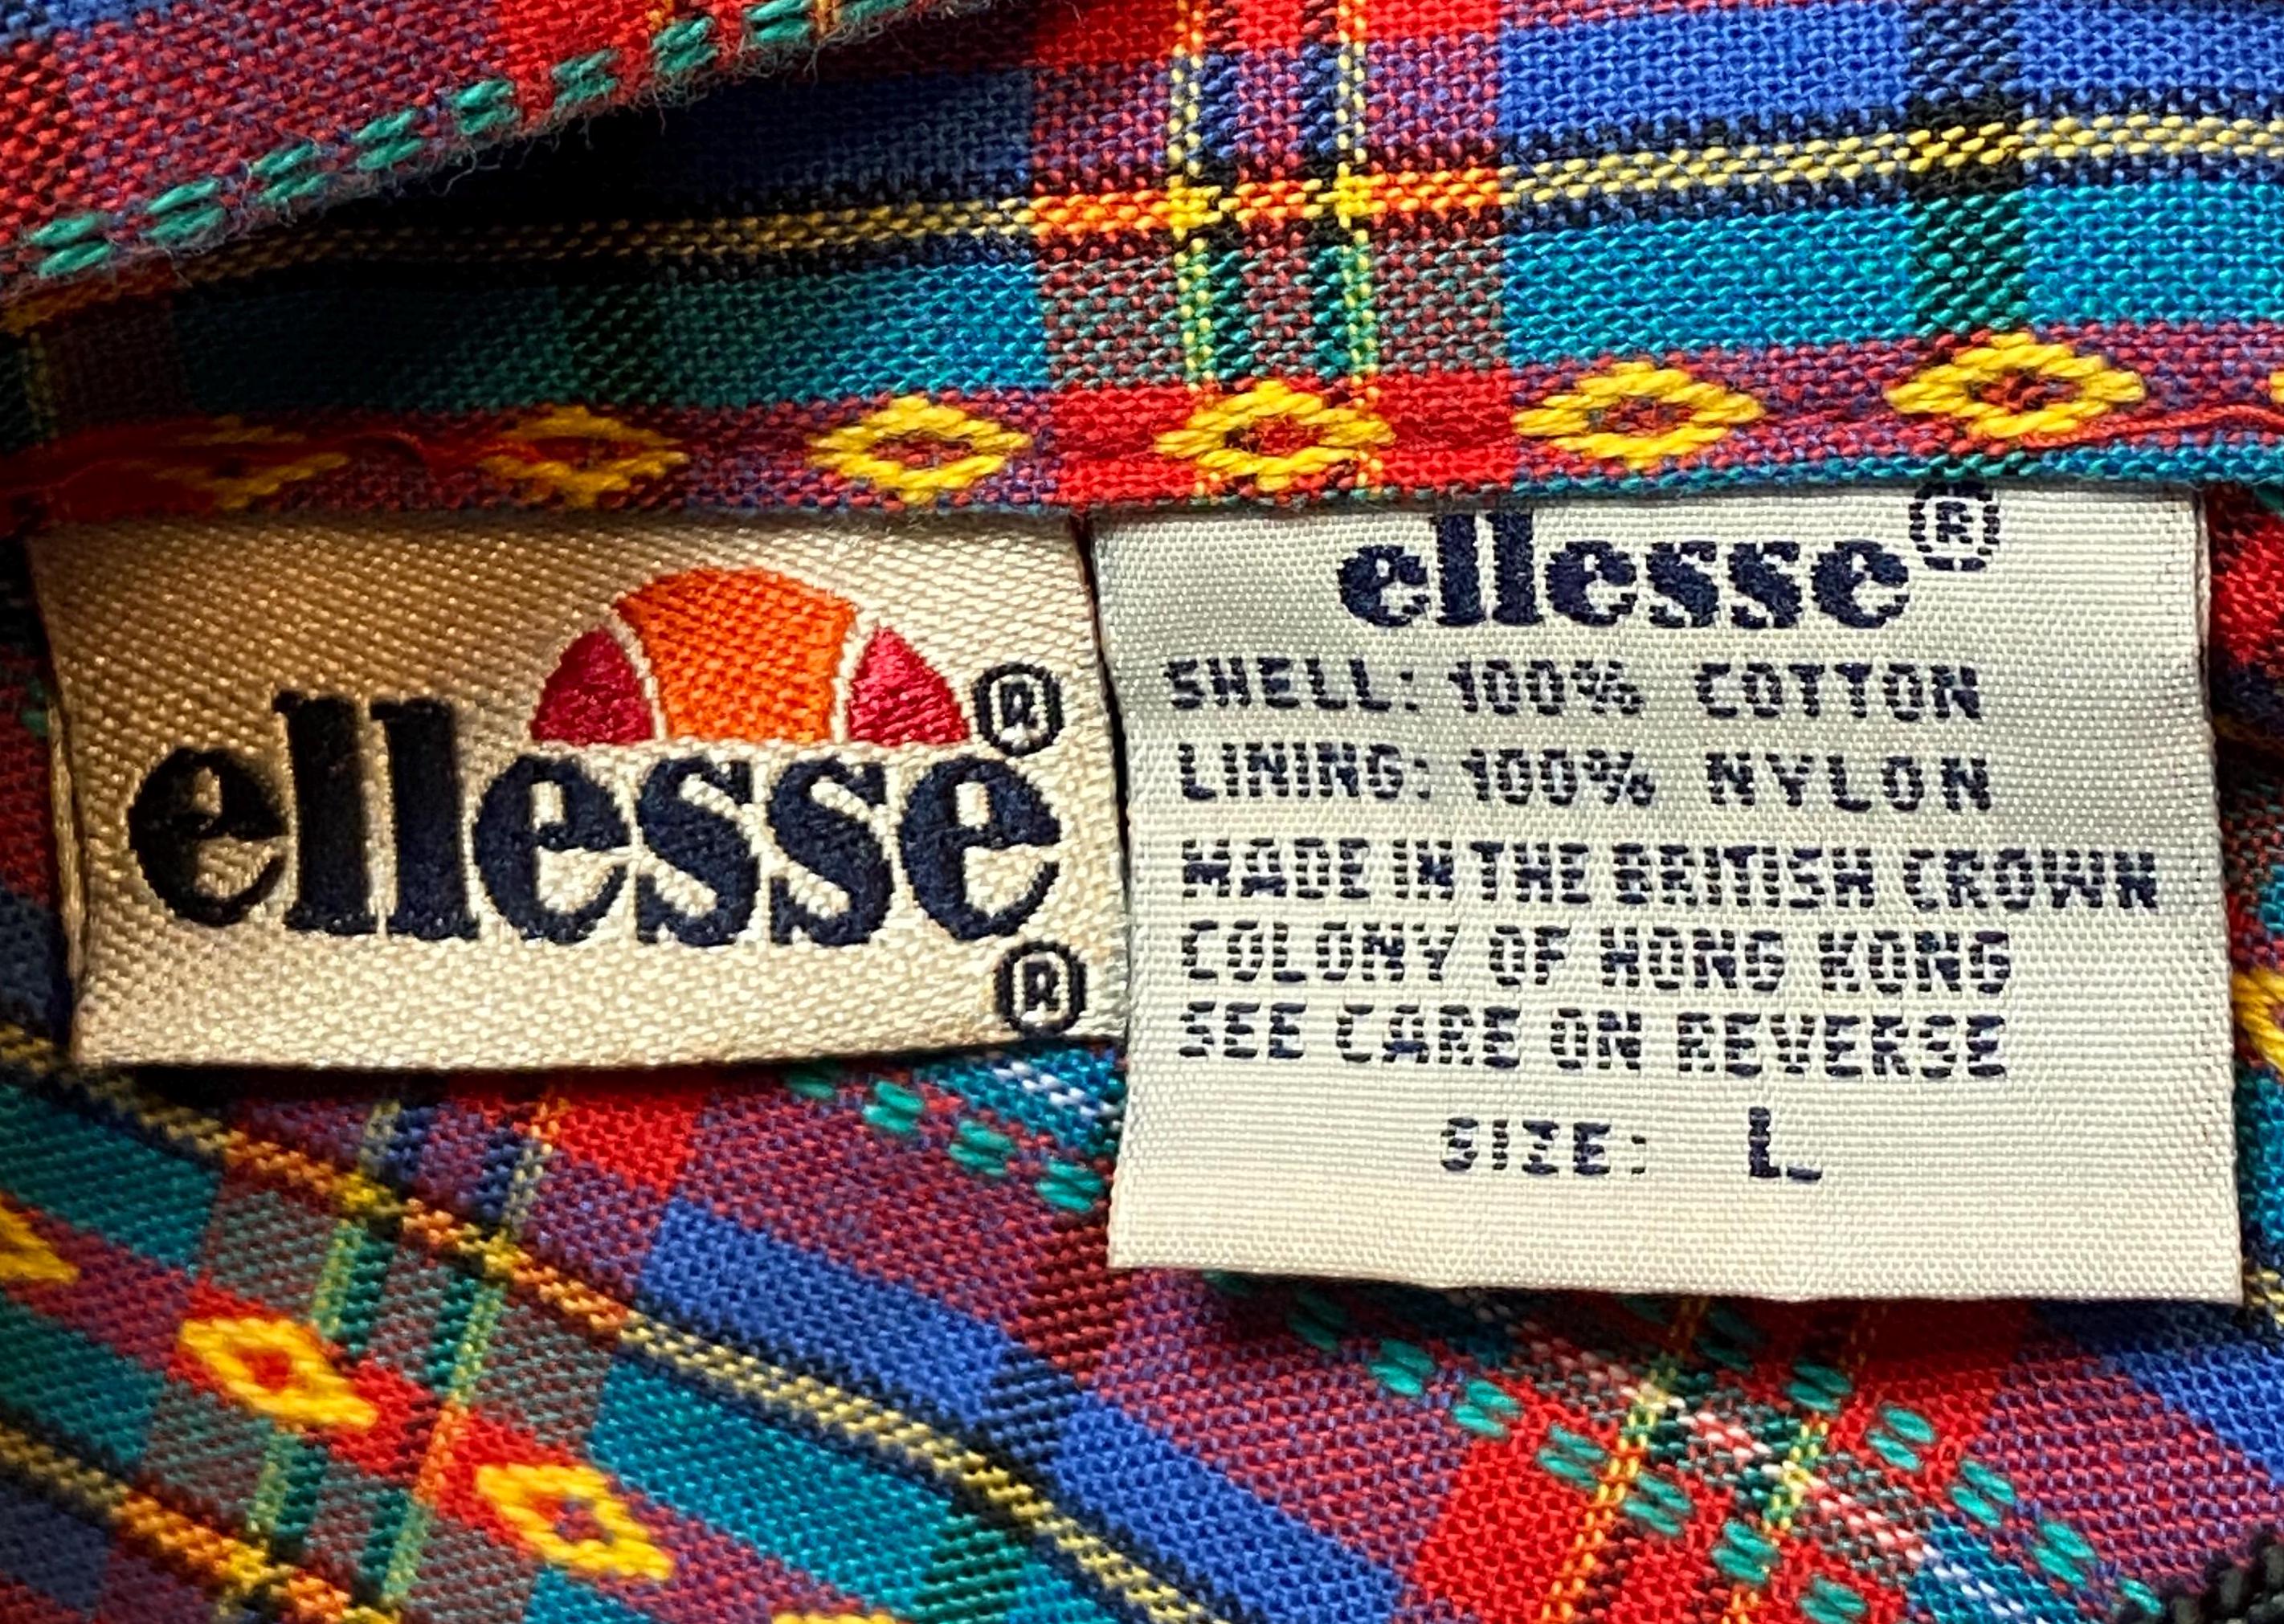 ellesse®
®
ellesse®
SHELL: 100% COTTON
LINING: 100% NYLON
MADE IN THE BRITISH CROWN
COLONY OF HONG KONG
SEE CARE ON REVERSE
SIZE: L